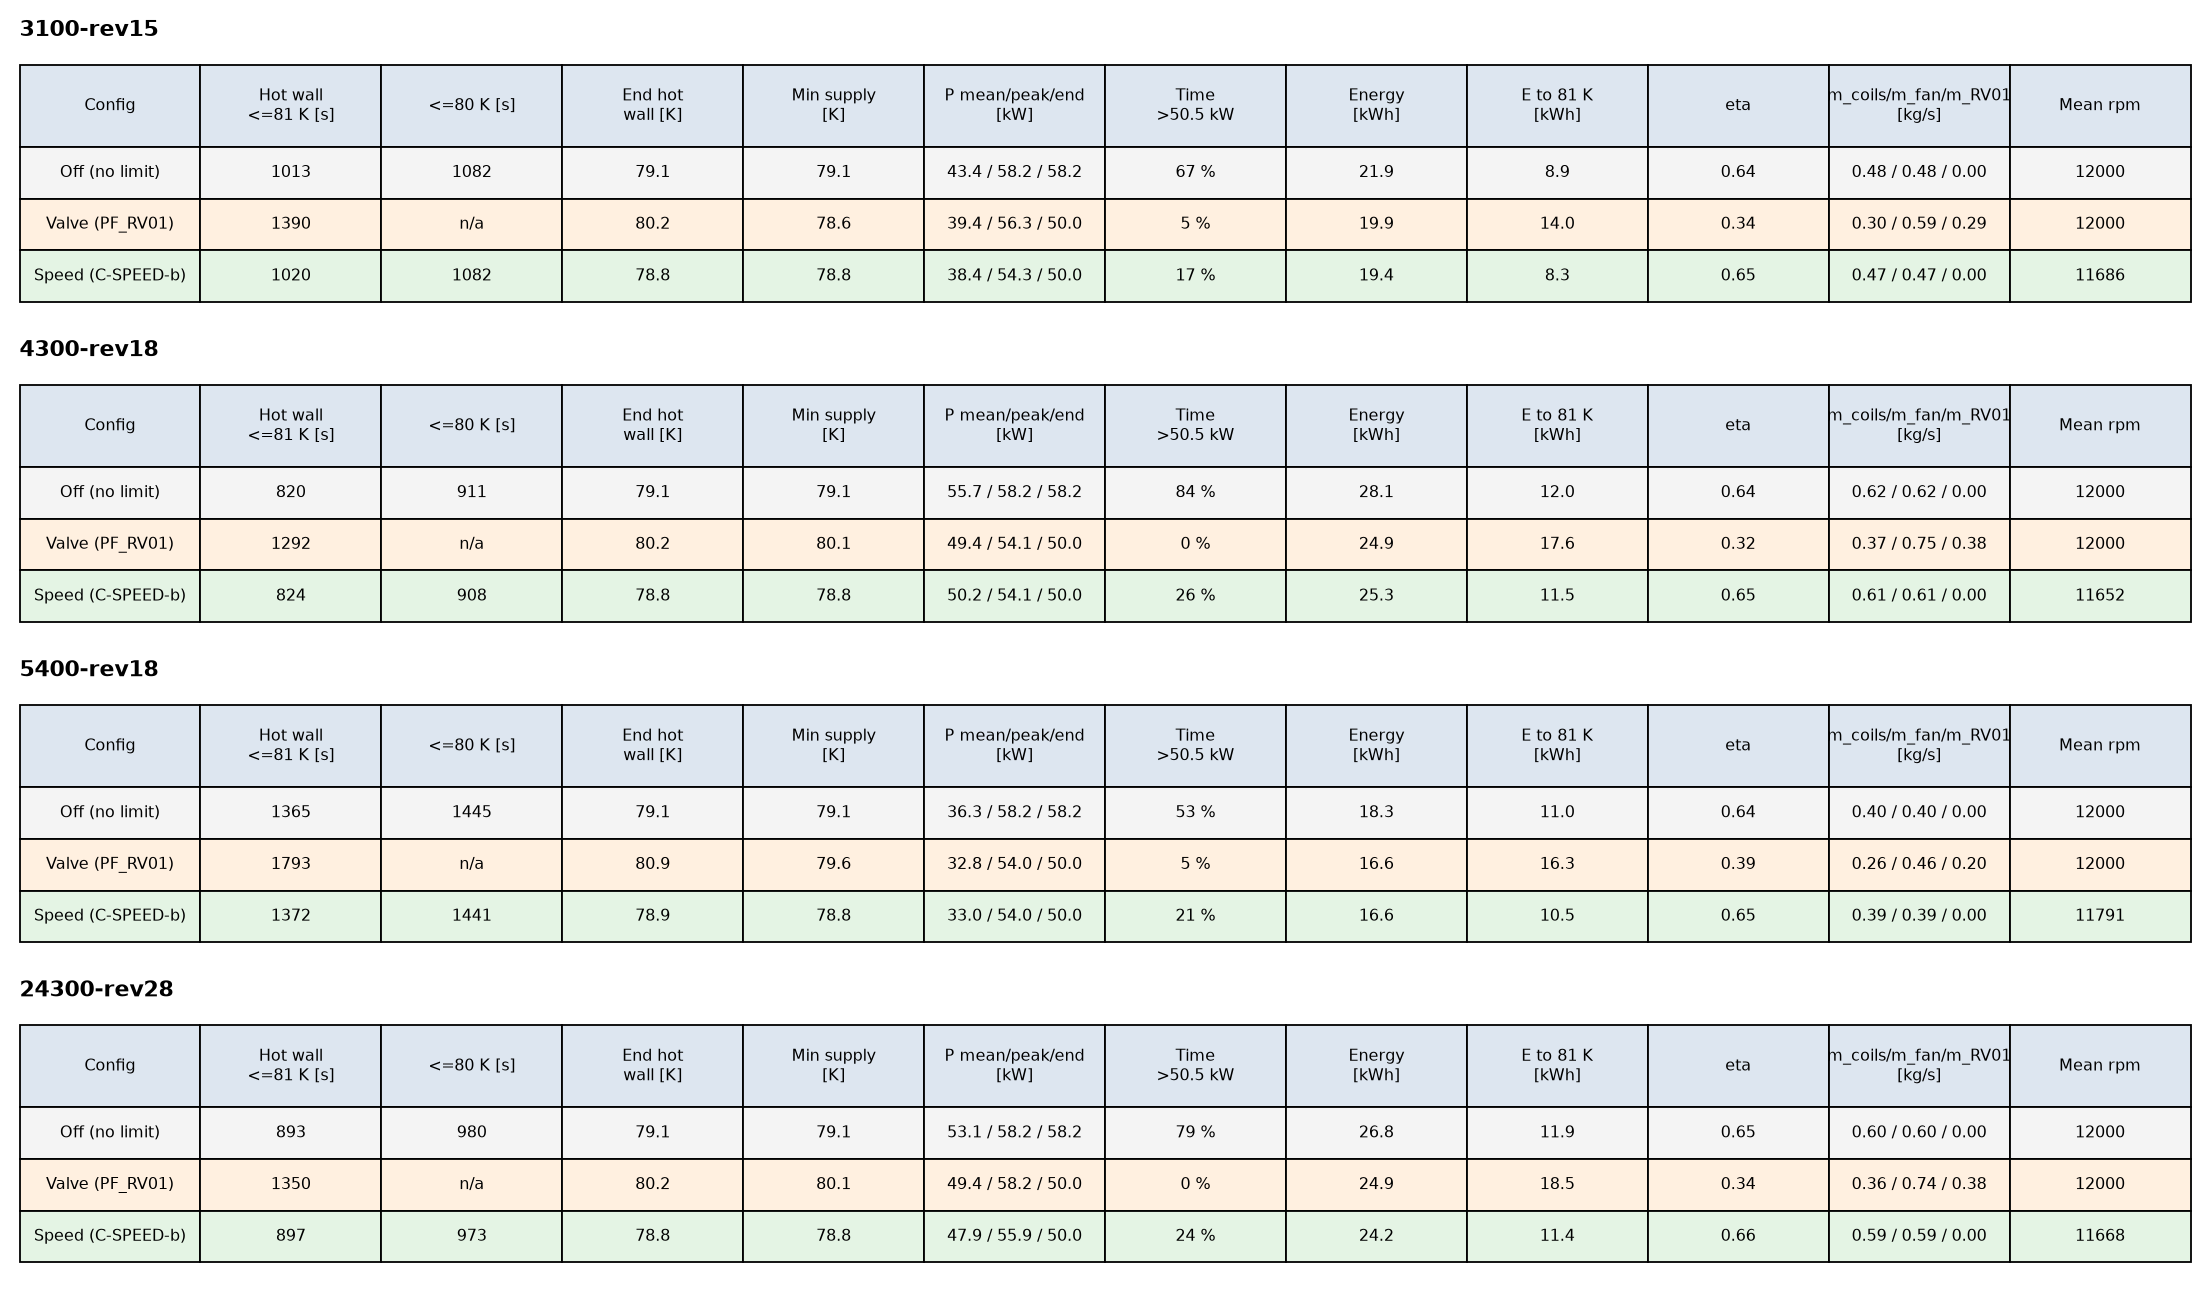 3100-rev15
Config | Hot wall <=81 K [s] | <=80 K [s] | End hot wall [K] | Min supply [K] | P mean/peak/end [kW] | Time >50.5 kW | Energy [kWh] | E to 81 K [kWh] | eta | m_coils/m_fan/m_RV01 [kg/s] | Mean rpm
Off (no limit) | 1013 | 1082 | 79.1 | 79.1 | 43.4 / 58.2 / 58.2 | 67 % | 21.9 | 8.9 | 0.64 | 0.48 / 0.48 / 0.00 | 12000
Valve (PF_RV01) | 1390 | n/a | 80.2 | 78.6 | 39.4 / 56.3 / 50.0 | 5 % | 19.9 | 14.0 | 0.34 | 0.30 / 0.59 / 0.29 | 12000
Speed (C-SPEED-b) | 1020 | 1082 | 78.8 | 78.8 | 38.4 / 54.3 / 50.0 | 17 % | 19.4 | 8.3 | 0.65 | 0.47 / 0.47 / 0.00 | 11686
4300-rev18
Config | Hot wall <=81 K [s] | <=80 K [s] | End hot wall [K] | Min supply [K] | P mean/peak/end [kW] | Time >50.5 kW | Energy [kWh] | E to 81 K [kWh] | eta | m_coils/m_fan/m_RV01 [kg/s] | Mean rpm
Off (no limit) | 820 | 911 | 79.1 | 79.1 | 55.7 / 58.2 / 58.2 | 84 % | 28.1 | 12.0 | 0.64 | 0.62 / 0.62 / 0.00 | 12000
Valve (PF_RV01) | 1292 | n/a | 80.2 | 80.1 | 49.4 / 54.1 / 50.0 | 0 % | 24.9 | 17.6 | 0.32 | 0.37 / 0.75 / 0.38 | 12000
Speed (C-SPEED-b) | 824 | 908 | 78.8 | 78.8 | 50.2 / 54.1 / 50.0 | 26 % | 25.3 | 11.5 | 0.65 | 0.61 / 0.61 / 0.00 | 11652
5400-rev18
Config | Hot wall <=81 K [s] | <=80 K [s] | End hot wall [K] | Min supply [K] | P mean/peak/end [kW] | Time >50.5 kW | Energy [kWh] | E to 81 K [kWh] | eta | m_coils/m_fan/m_RV01 [kg/s] | Mean rpm
Off (no limit) | 1365 | 1445 | 79.1 | 79.1 | 36.3 / 58.2 / 58.2 | 53 % | 18.3 | 11.0 | 0.64 | 0.40 / 0.40 / 0.00 | 12000
Valve (PF_RV01) | 1793 | n/a | 80.9 | 79.6 | 32.8 / 54.0 / 50.0 | 5 % | 16.6 | 16.3 | 0.39 | 0.26 / 0.46 / 0.20 | 12000
Speed (C-SPEED-b) | 1372 | 1441 | 78.9 | 78.8 | 33.0 / 54.0 / 50.0 | 21 % | 16.6 | 10.5 | 0.65 | 0.39 / 0.39 / 0.00 | 11791
24300-rev28
Config | Hot wall <=81 K [s] | <=80 K [s] | End hot wall [K] | Min supply [K] | P mean/peak/end [kW] | Time >50.5 kW | Energy [kWh] | E to 81 K [kWh] | eta | m_coils/m_fan/m_RV01 [kg/s] | Mean rpm
Off (no limit) | 893 | 980 | 79.1 | 79.1 | 53.1 / 58.2 / 58.2 | 79 % | 26.8 | 11.9 | 0.65 | 0.60 / 0.60 / 0.00 | 12000
Valve (PF_RV01) | 1350 | n/a | 80.2 | 80.1 | 49.4 / 58.2 / 50.0 | 0 % | 24.9 | 18.5 | 0.34 | 0.36 / 0.74 / 0.38 | 12000
Speed (C-SPEED-b) | 897 | 973 | 78.8 | 78.8 | 47.9 / 55.9 / 50.0 | 24 % | 24.2 | 11.4 | 0.66 | 0.59 / 0.59 / 0.00 | 11668